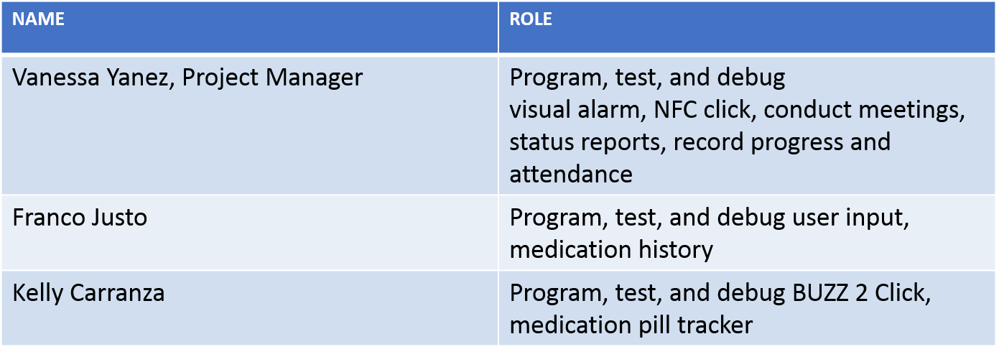 NAME
ROLE
Vanessa Yanez, Project Manager
Program, test, and debug
visual alarm, NFC click, conduct meetings,
status reports, record progress and
attendance
Franco Justo
Program, test, and debug user input,
medication history
Kelly Carranza
Program, test, and debug BUZZ 2 Click,
medication pill tracker